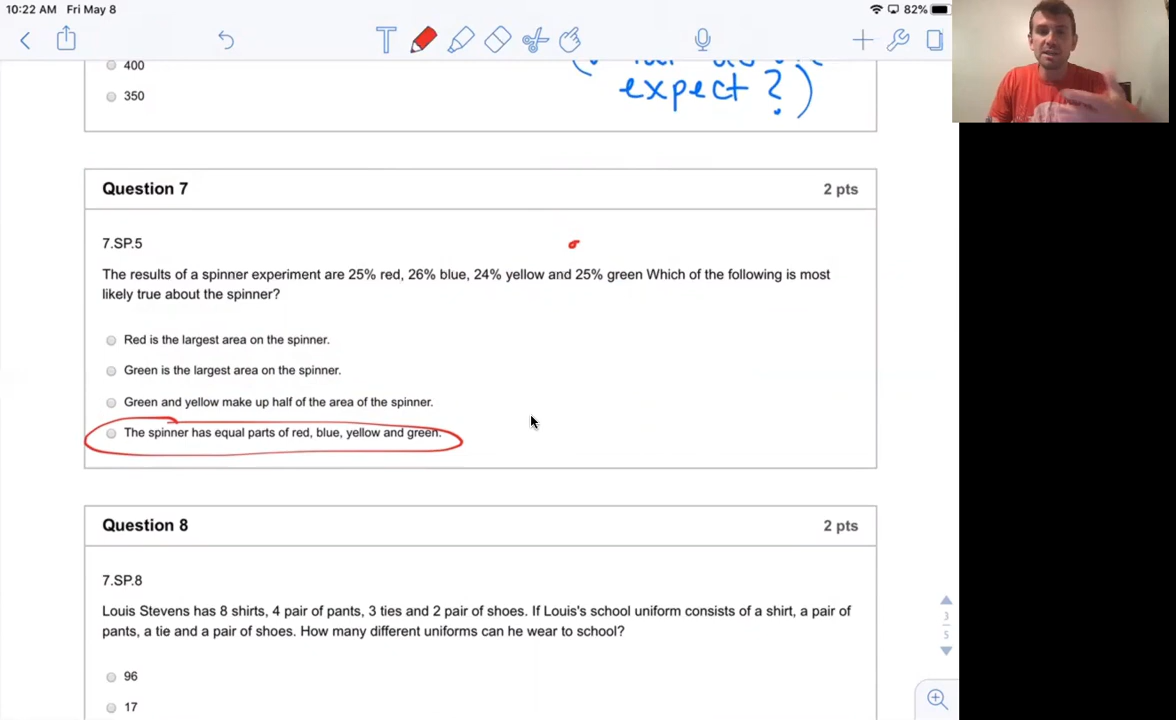 10:22 AM Fri May 8
82%
400
350
expect?)
Question 7
2 pts
7.SP.5
The results of a spinner experiment are 25% red, 26% blue, 24% yellow and 25% green Which of the following is most
likely true about the spinner?
Red is the largest area on the spinner.
Green is the largest area on the spinner.
Green and yellow make up half of the area of the spinner.
The spinner has equal parts of red, blue, yellow and green.
Question 8
2 pts
7.SP.8
Louis Stevens has 8 shirts, 4 pair of pants, 3 ties and 2 pair of shoes. If Louis's school uniform consists of a shirt, a pair of
pants, a tie and a pair of shoes. How many different uniforms can he wear to school?
96
17
3
5